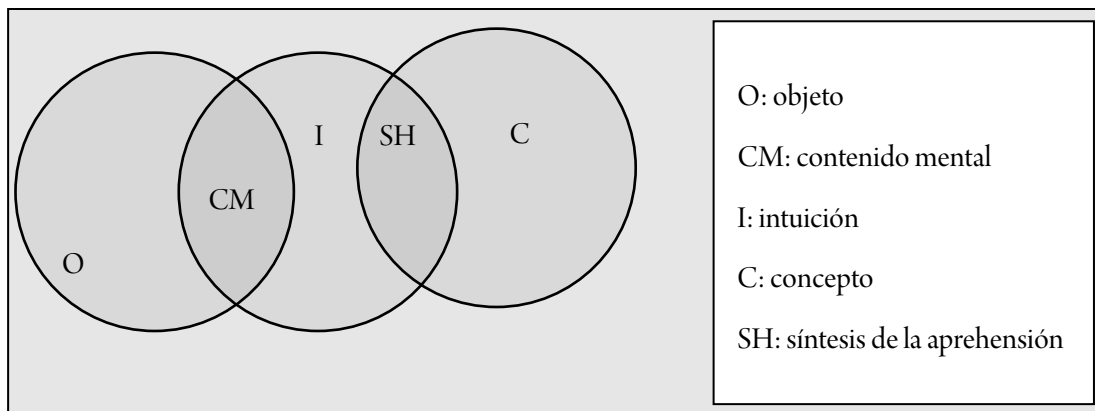 I
SH
C
CM
O
O: objeto
CM: contenido mental
I: intuición
C: concepto
SH: síntesis de la aprehensión